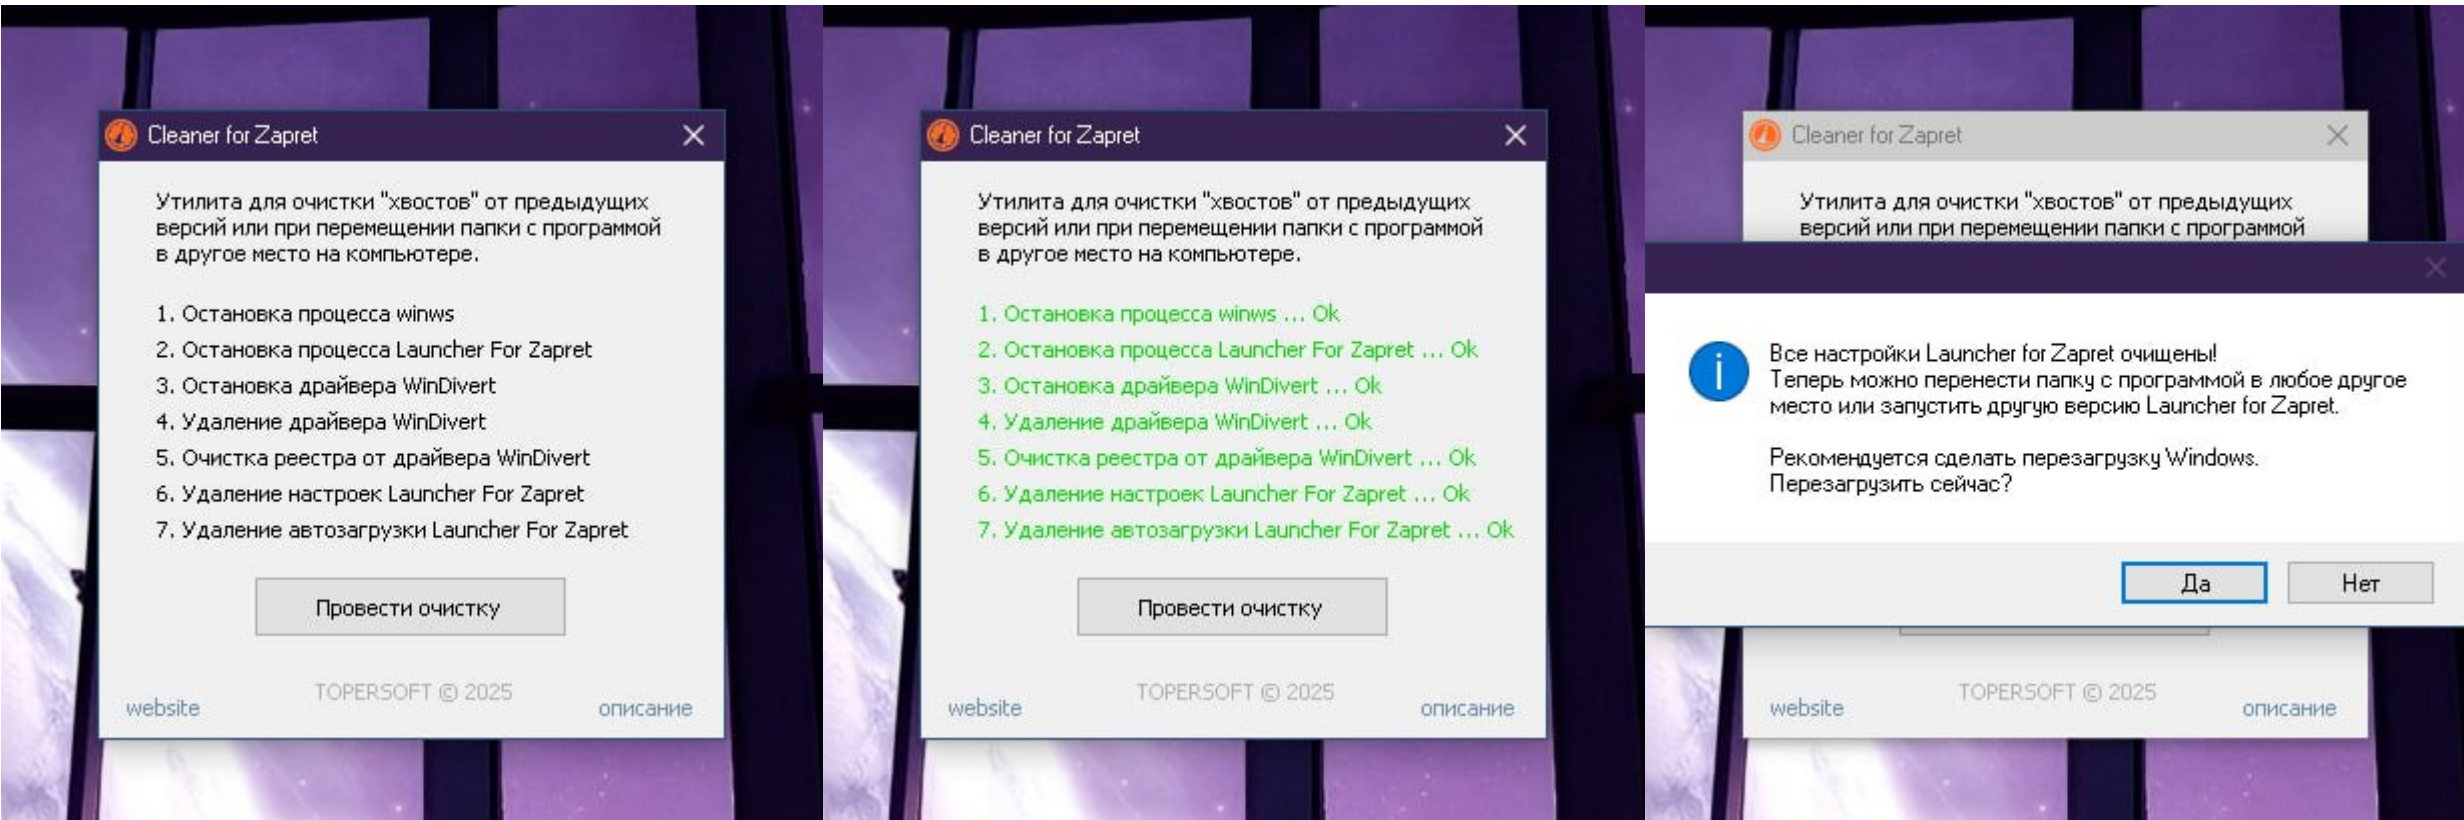 Cleaner for Zapret
Утилита для очистки "хвостов" от предыдущих
версий или при перемещении папки с программой
в другое место на компьютере.
1. Остановка процесса winws
2. Остановка процесса Launcher For Zapret
3. Остановка драйвера WinDivert
4. Удаление драйвера WinDivert
5. Очистка реестра от драйвера WinDivert
6. Удаление настроек Launcher For Zapret
7. Удаление автозагрузки Launcher For Zapret
Провести очистку
TOPERSOFT © 2025
website
описание
Cleaner for Zapret
Утилита для очистки "хвостов" от предыдущих
версий или при перемещении папки с программой
в другое место на компьютере.
1. Остановка процесса winws ... Ok
2. Остановка процесса Launcher For Zapret ... Ok
3. Остановка драйвера WinDivert ... Ok
4. Удаление драйвера WinDivert ... Ok
5. Очистка реестра от драйвера WinDivert ... Ok
6. Удаление настроек Launcher For Zapret ... Ok
7. Удаление автозагрузки Launcher For Zapret ... Ok
Провести очистку
TOPERSOFT © 2025
website
описание
Cleaner for Zapret
Утилита для очистки "хвостов" от предыдущих
версий или при перемещении папки с программой
Все настройки Launcher for Zapret очищены!
Теперь можно перенести папку с программой в любое другое
место или запустить другую версию Launcher for Zapret.
Рекомендуется сделать перезагрузку Windows.
Перезагрузить сейчас?
Да
Нет
TOPERSOFT © 2025
website
описание